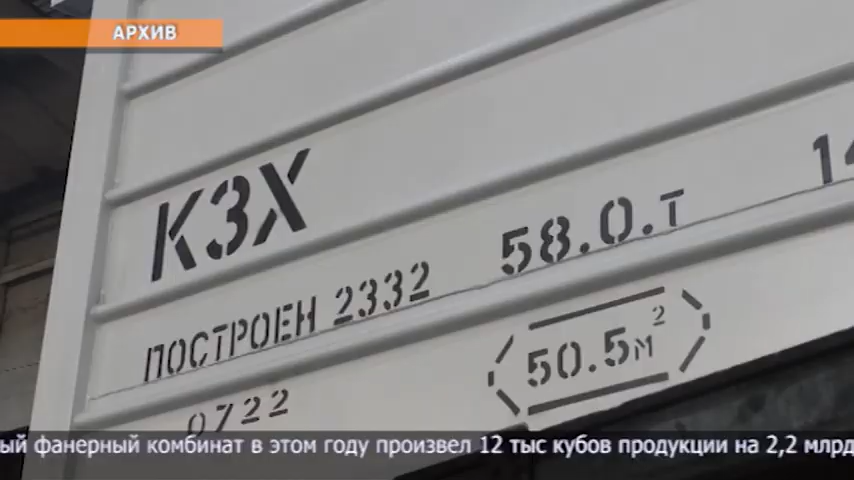 АРХИВ
КЗХ
58.0.т
14
ПОСТРОЕН 2332
50.5м²
0722
фанерный комбинат в этом году произвел 12 тыс кубов продукции на 2,2 млрд